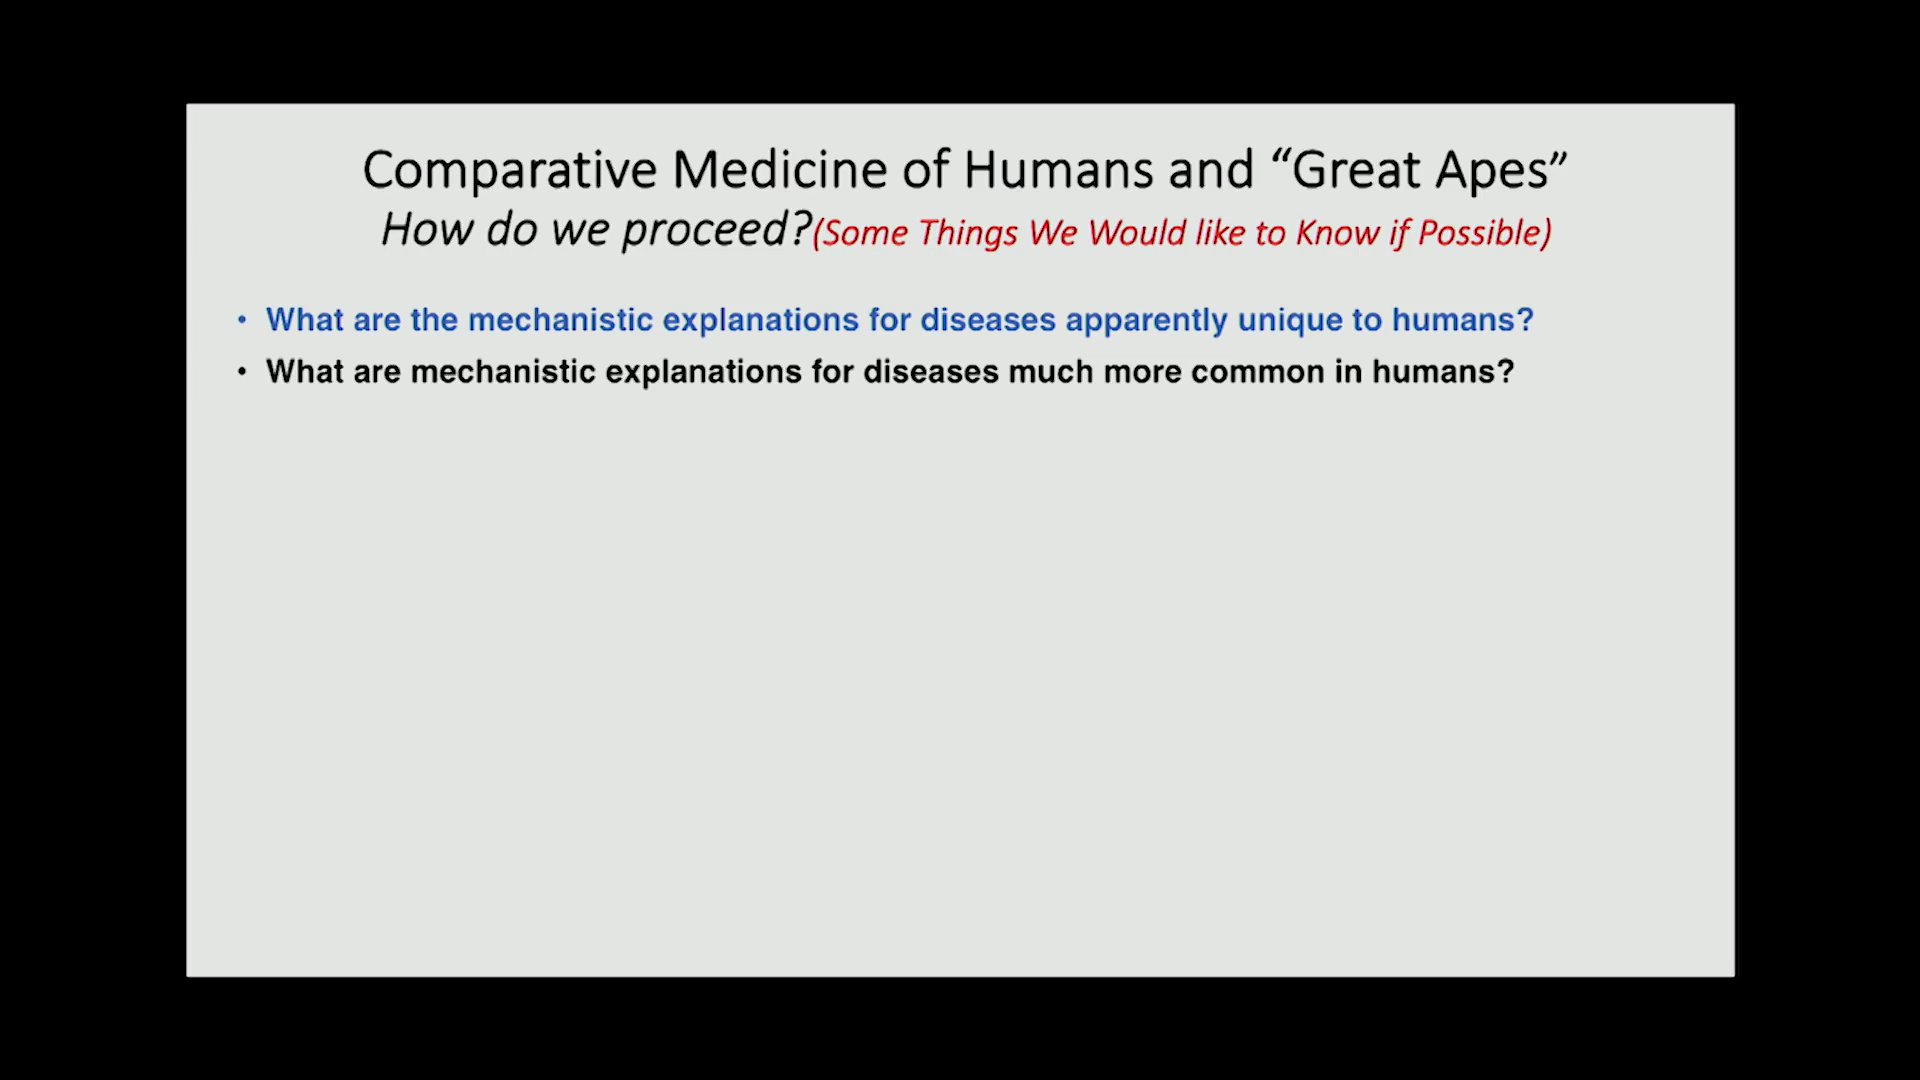 Comparative Medicine of Humans and “Great Apes”
How do we proceed?(Some Things We Would like to Know if Possible)
• What are the mechanistic explanations for diseases apparently unique to humans?
• What are mechanistic explanations for diseases much more common in humans?